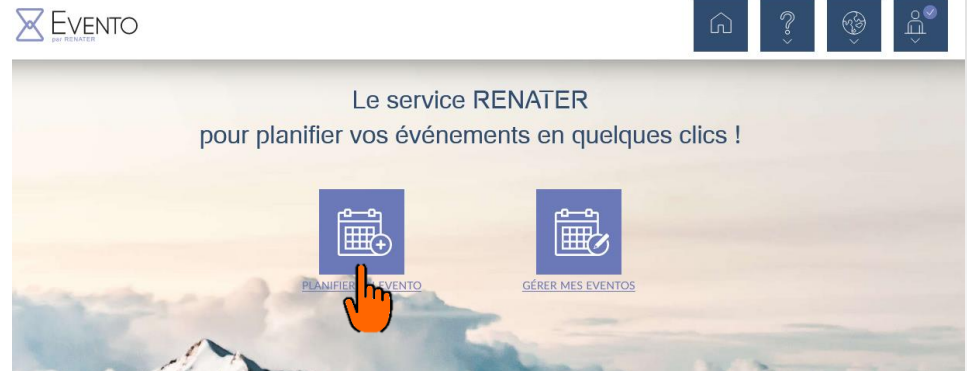 EVENTO
par RENATER
Le service RENATER
pour planifier vos événements en quelques clics !
PLANIFIER EVENTO
GÉRER MES EVENTOS